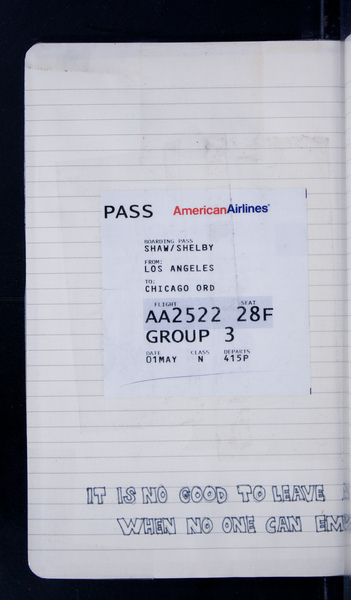 PASS AmericanAirlines
BOARDING PASS
SHAW/SHELBY
FROM:
LOS ANGELES
TO:
CHICAGO ORD
FLIGHT SEAT
AA2522 28F
GROUP 3
DATE CLASS DEPARTS
01MAY N 415P
IT IS NO GOOD TO LEAVE
WHEN NO ONE CAN